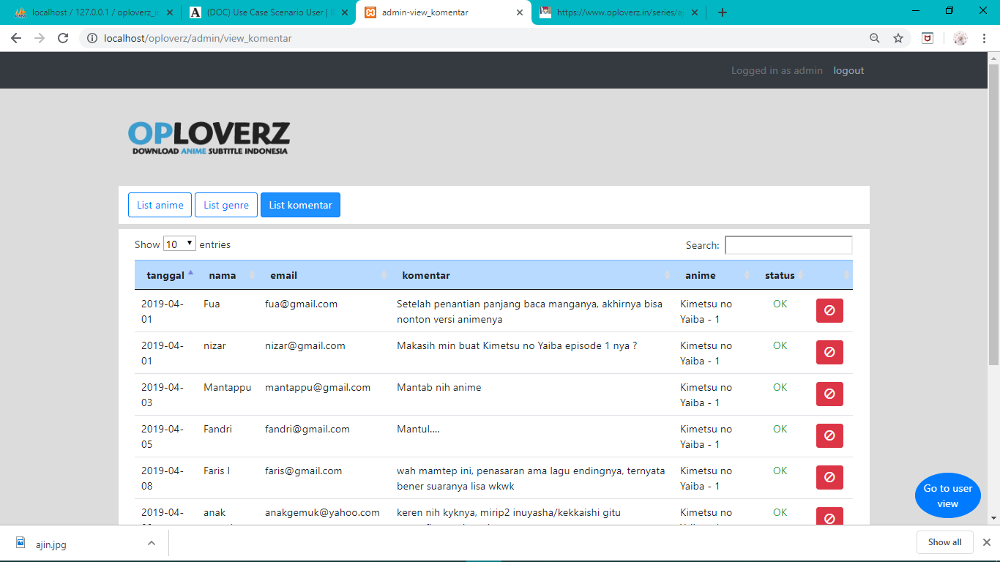 localhost / 127.0.0.1 / oploverz_in
(DOC) Use Case Scenario User | B
admin-view_komentar
https://www.oploverz.in/series/aj
localhost/oploverz/admin/view_komentar
Logged in as admin logout
OPLOVERZ
DOWNLOAD ANIME SUBTITLE INDONESIA
List anime List genre List komentar
Show 10 entries Search:
tanggal nama email komentar anime status
2019-04-01 Fua fua@gmail.com Setelah penantian panjang baca manganya, akhirnya bisa nonton versi animenya Kimetsu no Yaiba - 1 OK
2019-04-01 nizar nizar@gmail.com Makasih min buat Kimetsu no Yaiba episode 1 nya ? Kimetsu no Yaiba - 1 OK
2019-04-03 Mantappu mantappu@gmail.com Mantab nih anime Kimetsu no Yaiba - 1 OK
2019-04-05 Fandri fandri@gmail.com Mantul.... Kimetsu no Yaiba - 1 OK
2019-04-08 Faris I faris@gmail.com wah mamtep ini, penasaran ama lagu endingnya, ternyata bener suaranya lisa wkwk Kimetsu no Yaiba - 1 OK
2019-04- anak anakgemuk@yahoo.com keren nih kyknya, mirip2 inuyasha/kekkaishi gitu Kimetsu no OK
Go to user
view
ajin.jpg Show all